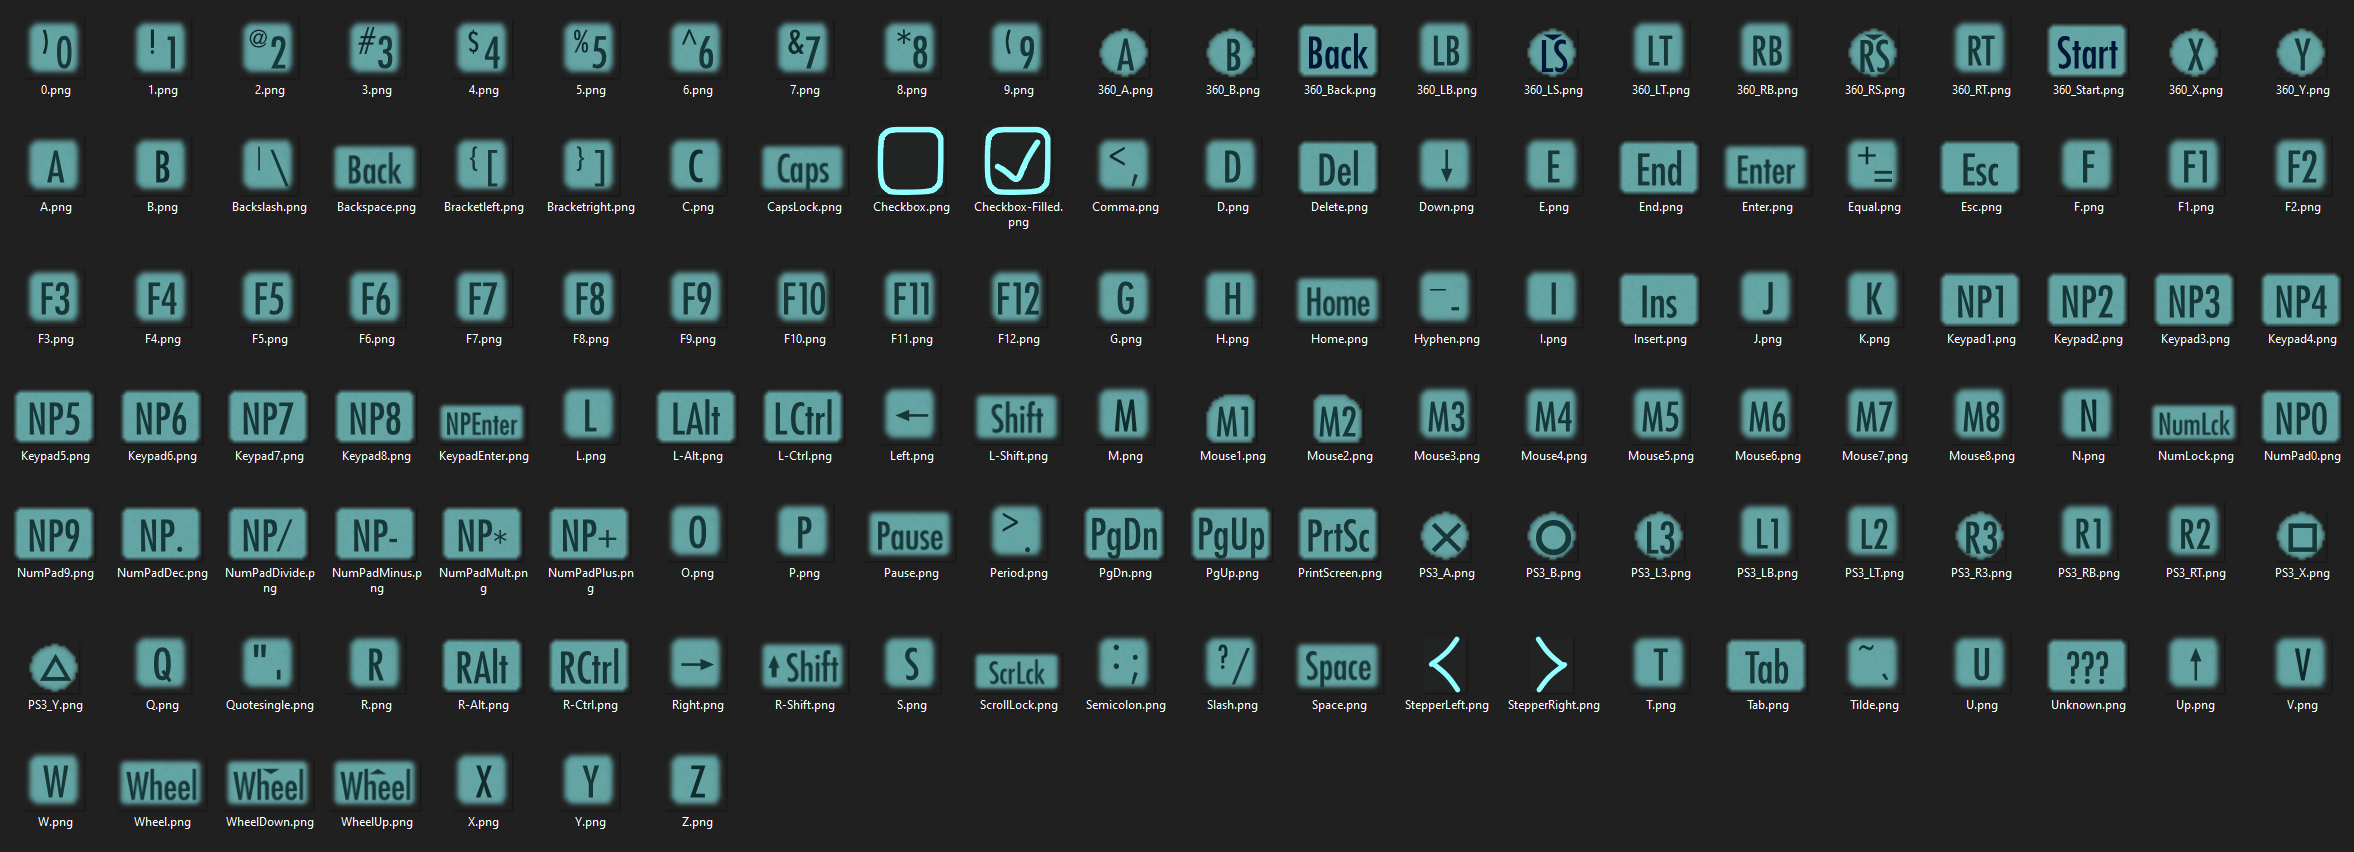 ) 0 ! 1 @ 2 # 3 $ 4 % 5 ^ 6 & 7 * 8 ( 9 A B Back LB LS LT RB RS RT Start X Y
0.png 1.png 2.png 3.png 4.png 5.png 6.png 7.png 8.png 9.png 360_A.png 360_B.png 360_Back.png 360_LB.png 360_LS.png 360_LT.png 360_RB.png 360_RS.png 360_RT.png 360_Start.png 360_X.png 360_Y.png
A B | \ Back { [ } ] C Caps < , D Del ↓ E End Enter + = Esc F F1 F2
A.png B.png Backslash.png Backspace.png Bracketleft.png Bracketright.png C.png CapsLock.png Checkbox.png Checkbox-Filled. Comma.png D.png Delete.png Down.png E.png End.png Enter.png Equal.png Esc.png F.png F1.png F2.png
png
F3 F4 F5 F6 F7 F8 F9 F10 F11 F12 G H Home – - I Ins J K NP1 NP2 NP3 NP4
F3.png F4.png F5.png F6.png F7.png F8.png F9.png F10.png F11.png F12.png G.png H.png Home.png Hyphen.png I.png Insert.png J.png K.png Keypad1.png Keypad2.png Keypad3.png Keypad4.png
NP5 NP6 NP7 NP8 NPEnter L LAlt LCtrl ← Shift M M1 M2 M3 M4 M5 M6 M7 M8 N NumLck NP0
Keypad5.png Keypad6.png Keypad7.png Keypad8.png KeypadEnter.png L.png L-Alt.png L-Ctrl.png Left.png L-Shift.png M.png Mouse1.png Mouse2.png Mouse3.png Mouse4.png Mouse5.png Mouse6.png Mouse7.png Mouse8.png N.png NumLock.png NumPad0.png
NP9 NP. NP/ NP- NP* NP+ O P Pause > . PgDn PgUp PrtSc L3 L1 L2 R3 R1 R2
NumPad9.png NumPadDec.png NumPadDivide.p NumPadMinus.p NumPadMult.pn NumPadPlus.pn O.png P.png Pause.png Period.png PgDn.png PgUp.png PrintScreen.png PS3_A.png PS3_B.png PS3_L3.png PS3_LB.png PS3_LT.png PS3_R3.png PS3_RB.png PS3_RT.png PS3_X.png
ng ng g g
Q " ' R RAlt RCtrl → Shift S ScrLck : ; ? / Space T Tab ~ ` U ??? ↑ V
PS3_Y.png Q.png Quotesingle.png R.png R-Alt.png R-Ctrl.png Right.png R-Shift.png S.png ScrollLock.png Semicolon.png Slash.png Space.png StepperLeft.png StepperRight.png T.png Tab.png Tilde.png U.png Unknown.png Up.png V.png
W Wheel Wheel Wheel X Y Z
W.png Wheel.png WheelDown.png WheelUp.png X.png Y.png Z.png